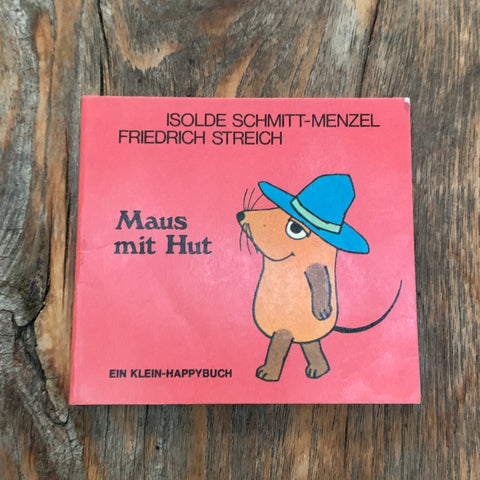 ISOLDE SCHMITT-MENZEL
FRIEDRICH STREICH
Maus
mit Hut
EIN KLEIN-HAPPYBUCH